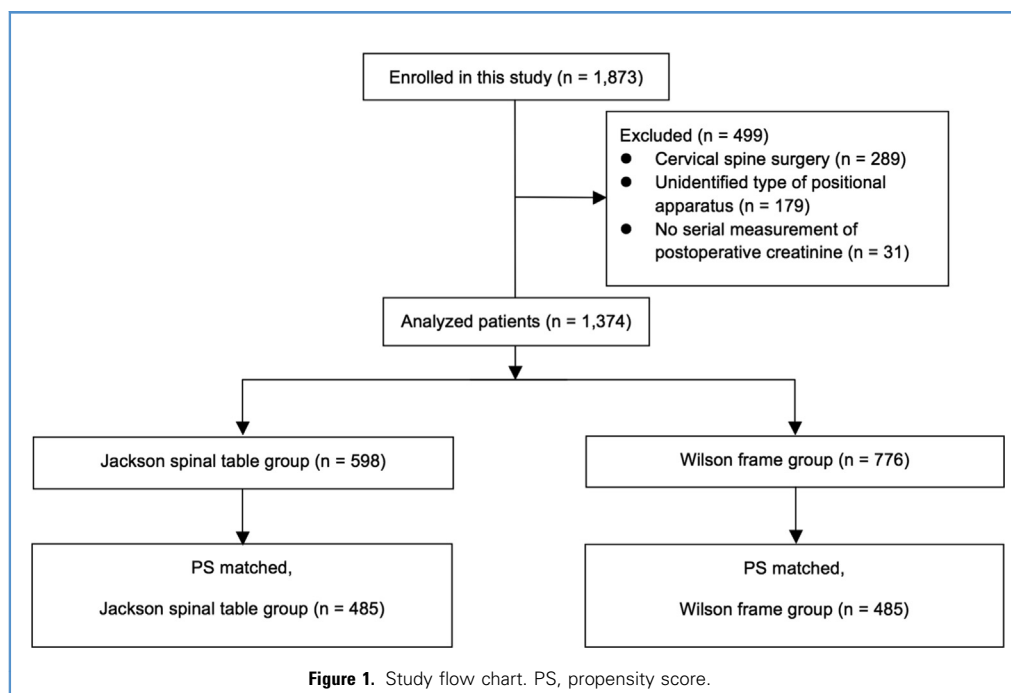 Enrolled in this study (n = 1,873)
Excluded (n = 499)
● Cervical spine surgery (n = 289)
● Unidentified type of positional
apparatus (n = 179)
● No serial measurement of
postoperative creatinine (n = 31)
Analyzed patients (n = 1,374)
Jackson spinal table group (n = 598)
Wilson frame group (n = 776)
PS matched,
Jackson spinal table group (n = 485)
PS matched,
Wilson frame group (n = 485)
Figure 1. Study flow chart. PS, propensity score.